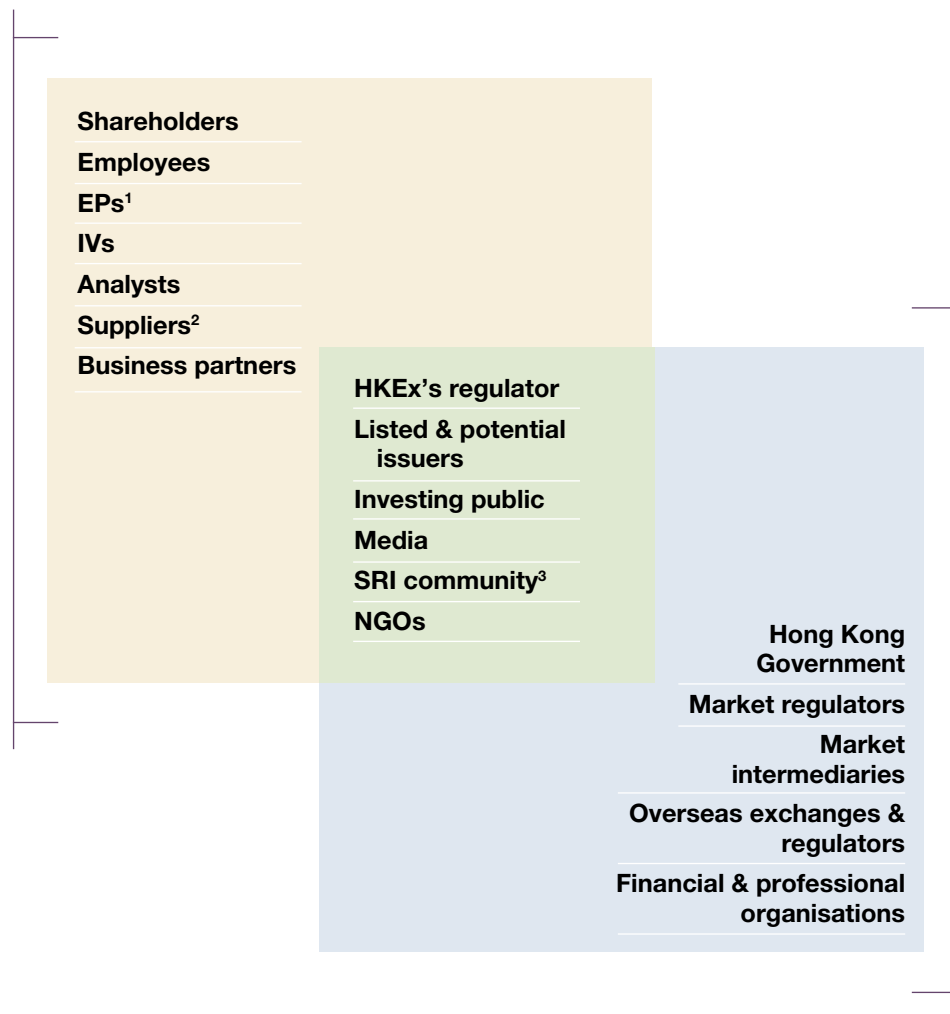 Shareholders
Employees
EPs¹
IVs
Analysts
Suppliers²
Business partners
HKEx’s regulator
Listed & potential
issuers
Investing public
Media
SRI community³
NGOs
Hong Kong
Government
Market regulators
Market
intermediaries
Overseas exchanges &
regulators
Financial & professional
organisations